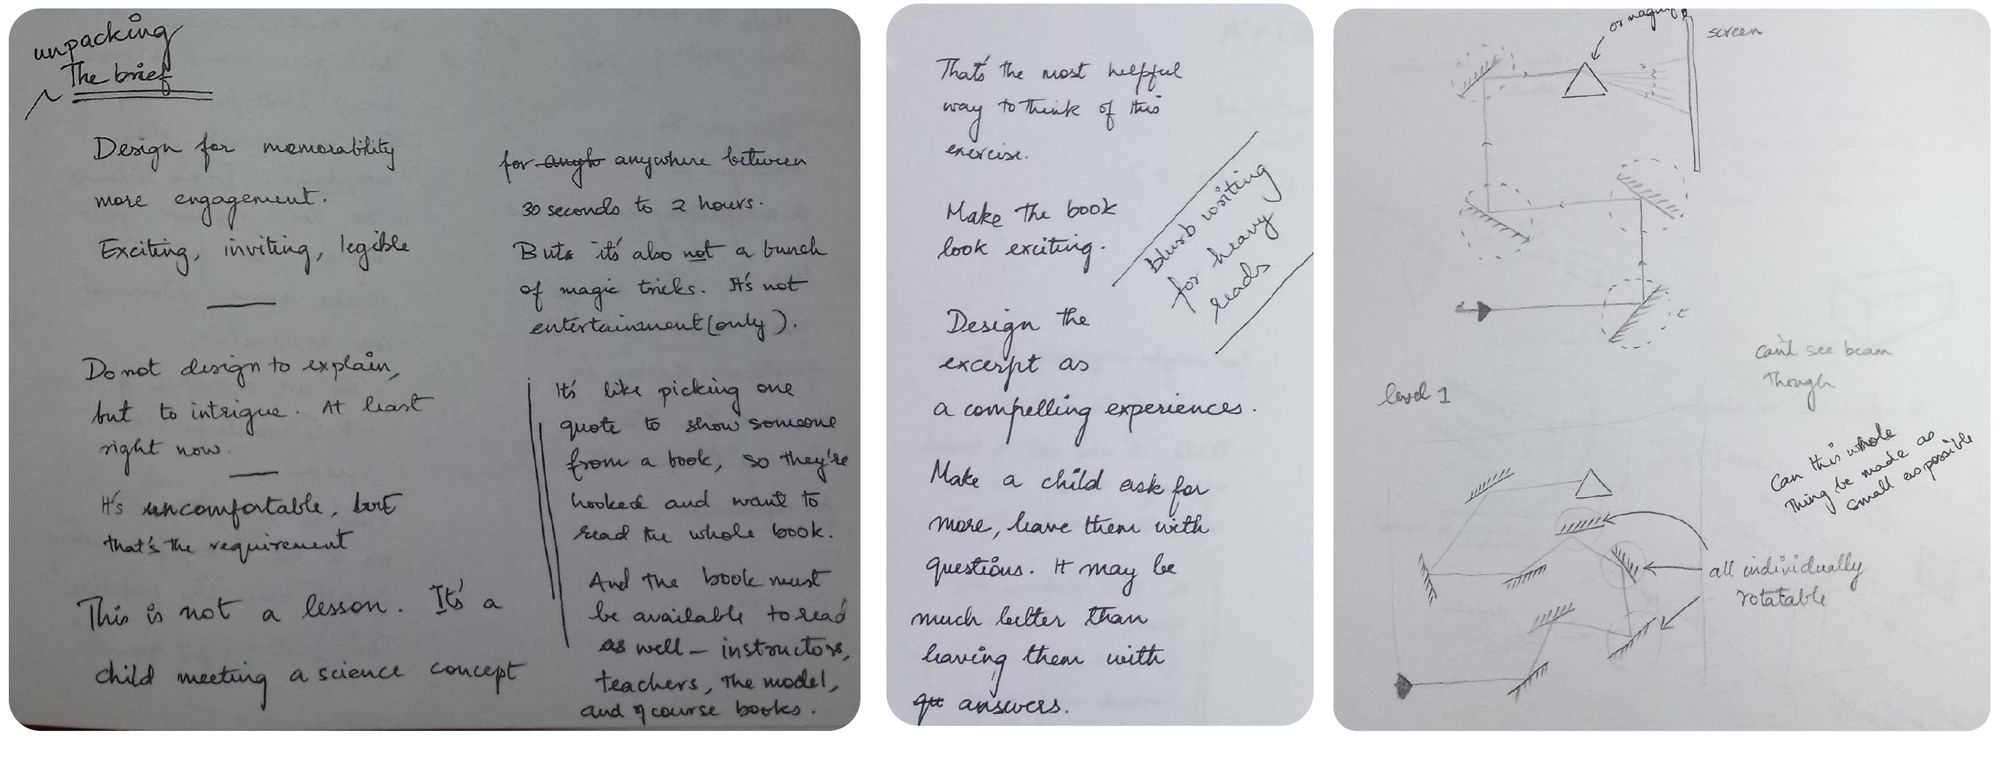 unpacking
The brief
Design for memorability
more engagement.
Exciting, inviting, legible
Do not design to explain,
but to intrigue. At least
right now.
It's uncomfortable, but
that's the requirement
This is not a lesson. It's a
child meeting a science concept
for anywhere between
30 seconds to 2 hours.
But it's also not a bunch
of magic tricks. It's not
entertainment (only).
It's like picking one
quote to show someone
from a book, so they're
hooked and want to
read the whole book.
And the book must
be available to read
as well - instructors,
teachers, the model,
and of course books.
That's the most helpful
way to think of this
exercise.
Make the book
look exciting.
Blurb writing
for heavy
reads
Design the
excerpt as
a compelling experiences.
Make a child ask for
more, leave them with
questions. It may be
much better than
leaving them with
answers.
or
screen
can't see beam
though
level 1
Can this whole
thing be made as
small as possible
all individually
rotatable